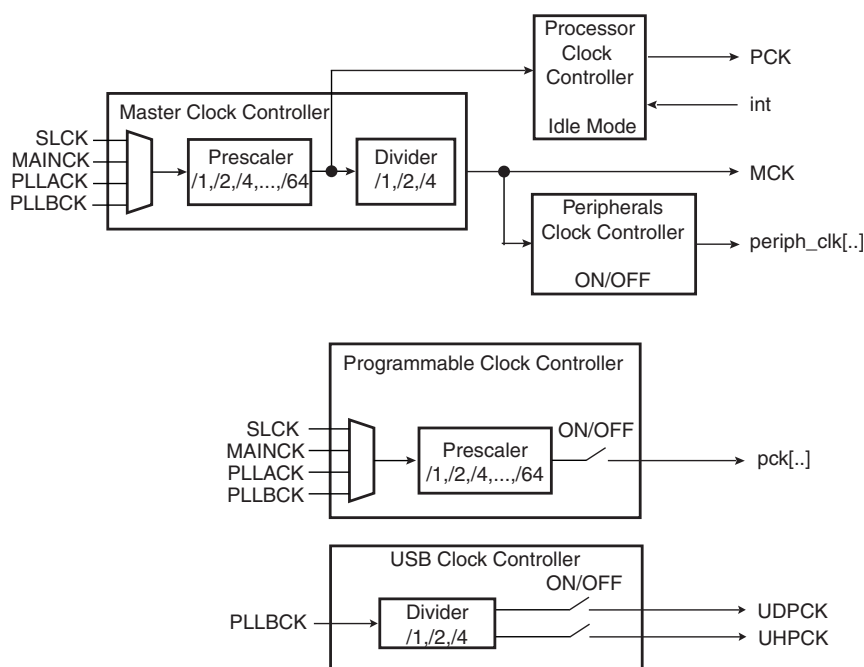 Processor
Clock
Controller
PCK
int
Idle Mode
Master Clock Controller
SLCK
MAINCK
PLLACK
PLLBCK
Prescaler
/1,/2,/4,...,/64
Divider
/1,/2,/4
MCK
Peripherals
Clock Controller
periph_clk[..]
ON/OFF
Programmable Clock Controller
SLCK
MAINCK
PLLACK
PLLBCK
Prescaler
/1,/2,/4,...,/64
ON/OFF
pck[..]
USB Clock Controller
ON/OFF
PLLBCK
Divider
/1,/2,/4
UDPCK
UHPCK